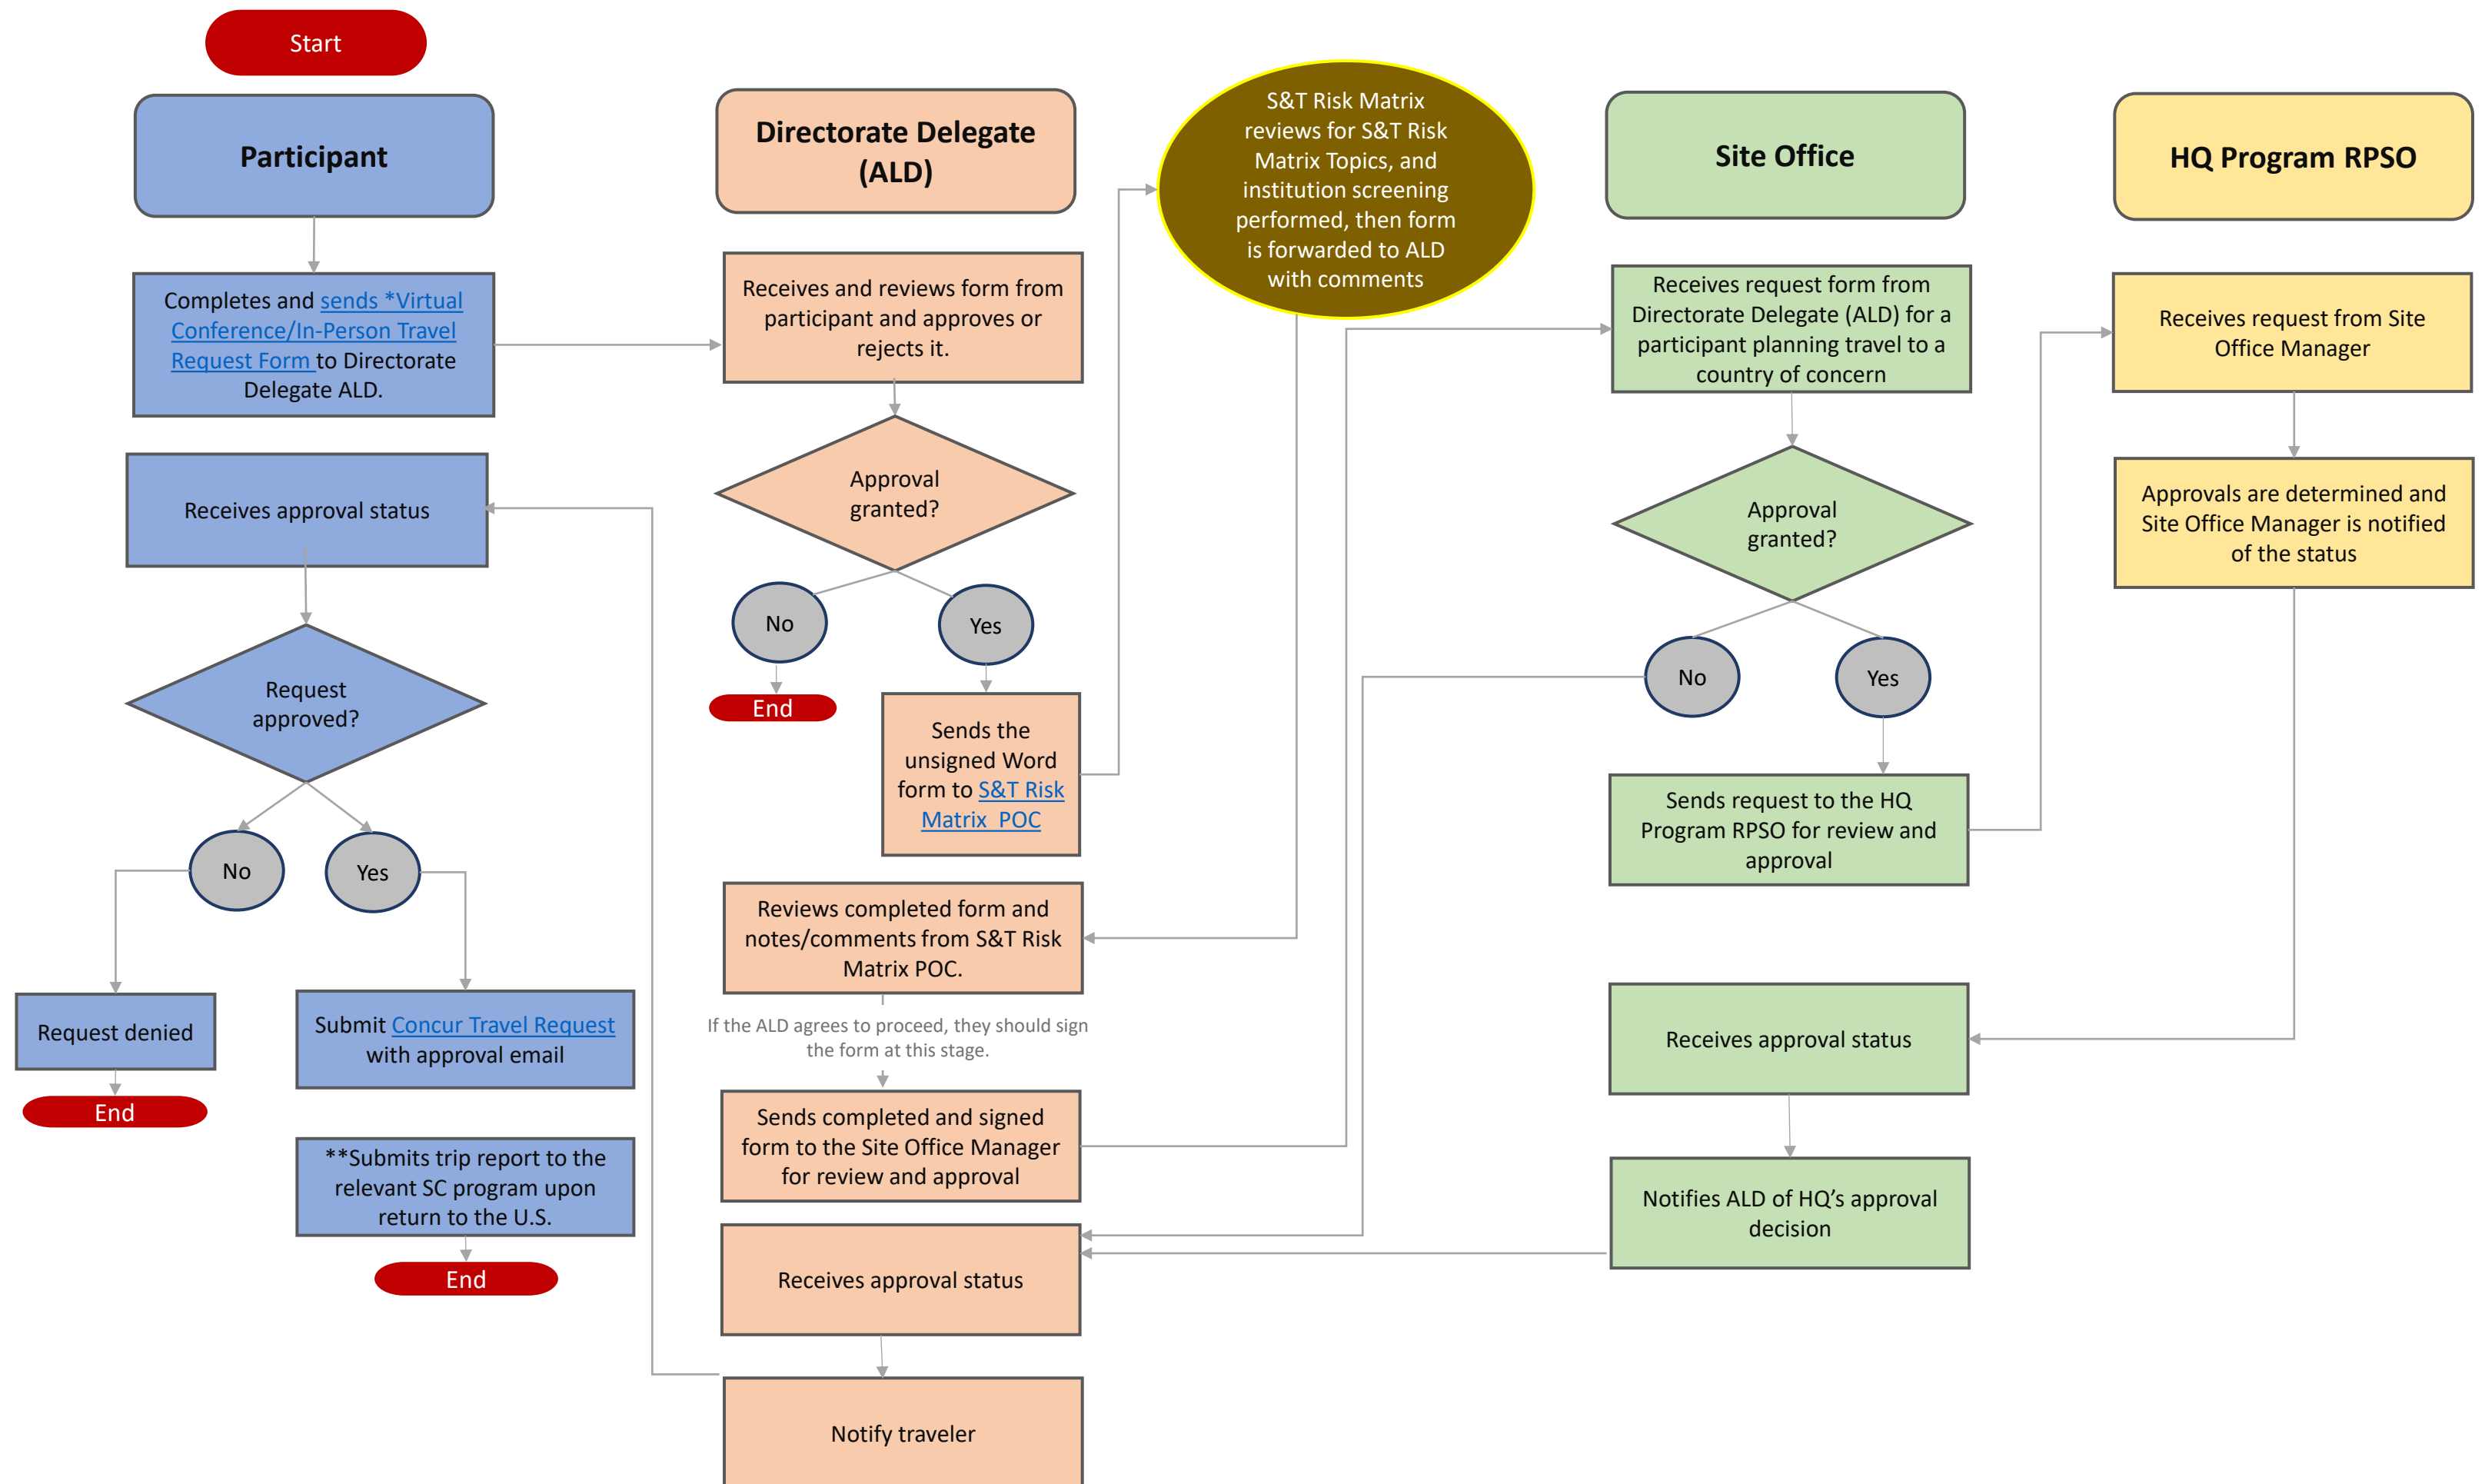 Start
Participant
Completes and sends *Virtual
Conference/In-Person Travel
Request Form to Directorate
Delegate ALD.
Receives approval status
Request
approved?
No
Yes
Request denied
End
Submit Concur Travel Request
with approval email
**Submits trip report to the
relevant SC program upon
return to the U.S.
End
Directorate Delegate
(ALD)
Receives and reviews form from
participant and approves or
rejects it.
Approval
granted?
No
Yes
End
Sends the
unsigned Word
form to S&T Risk
Matrix  POC
Reviews completed form and
notes/comments from S&T Risk
Matrix POC.
If the ALD agrees to proceed, they should sign
the form at this stage.
Sends completed and signed
form to the Site Office Manager
for review and approval
Receives approval status
Notify traveler
S&T Risk Matrix
reviews for S&T Risk
Matrix Topics, and
institution screening
performed, then form
is forwarded to ALD
with comments
Site Office
Receives request form from
Directorate Delegate (ALD) for a
participant planning travel to a
country of concern
Approval
granted?
No
Yes
Sends request to the HQ
Program RPSO for review and
approval
Receives approval status
Notifies ALD of HQ’s approval
decision
HQ Program RPSO
Receives request from Site
Office Manager
Approvals are determined and
Site Office Manager is notified
of the status